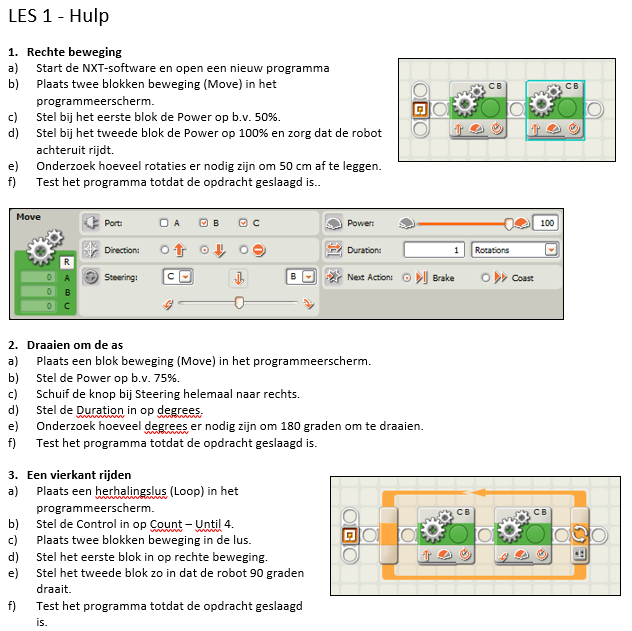 LES 1 - Hulp
1. Rechte beweging
a) Start de NXT-software en open een nieuw programma
b) Plaats twee blokken beweging (Move) in het
programmeerscherm.
c) Stel bij het eerste blok de Power op b.v. 50%.
d) Stel bij het tweede blok de Power op 100% en zorg dat de robot
achteruit rijdt.
e) Onderzoek hoeveel rotaties er nodig zijn om 50 cm af te leggen.
f) Test het programma totdat de opdracht geslaagd is..
C B
C B
Move
Port: A B C
Power: 100
Direction:
Duration: 1 Rotations
Steering: C B
Next Action: Brake Coast
R
0 A
0 B
0 C
2. Draaien om de as
a) Plaats een blok beweging (Move) in het programmeerscherm.
b) Stel de Power op b.v. 75%.
c) Schuif de knop bij Steering helemaal naar rechts.
d) Stel de Duration in op degrees.
e) Onderzoek hoeveel degrees er nodig zijn om 180 graden om te draaien.
f) Test het programma totdat de opdracht geslaagd is.
3. Een vierkant rijden
a) Plaats een herhalingslus (Loop) in het
programmeerscherm.
b) Stel de Control in op Count – Until 4.
c) Plaats twee blokken beweging in de lus.
d) Stel het eerste blok in op rechte beweging.
e) Stel het tweede blok zo in dat de robot 90 graden
draait.
f) Test het programma totdat de opdracht geslaagd
is.
C B
C B